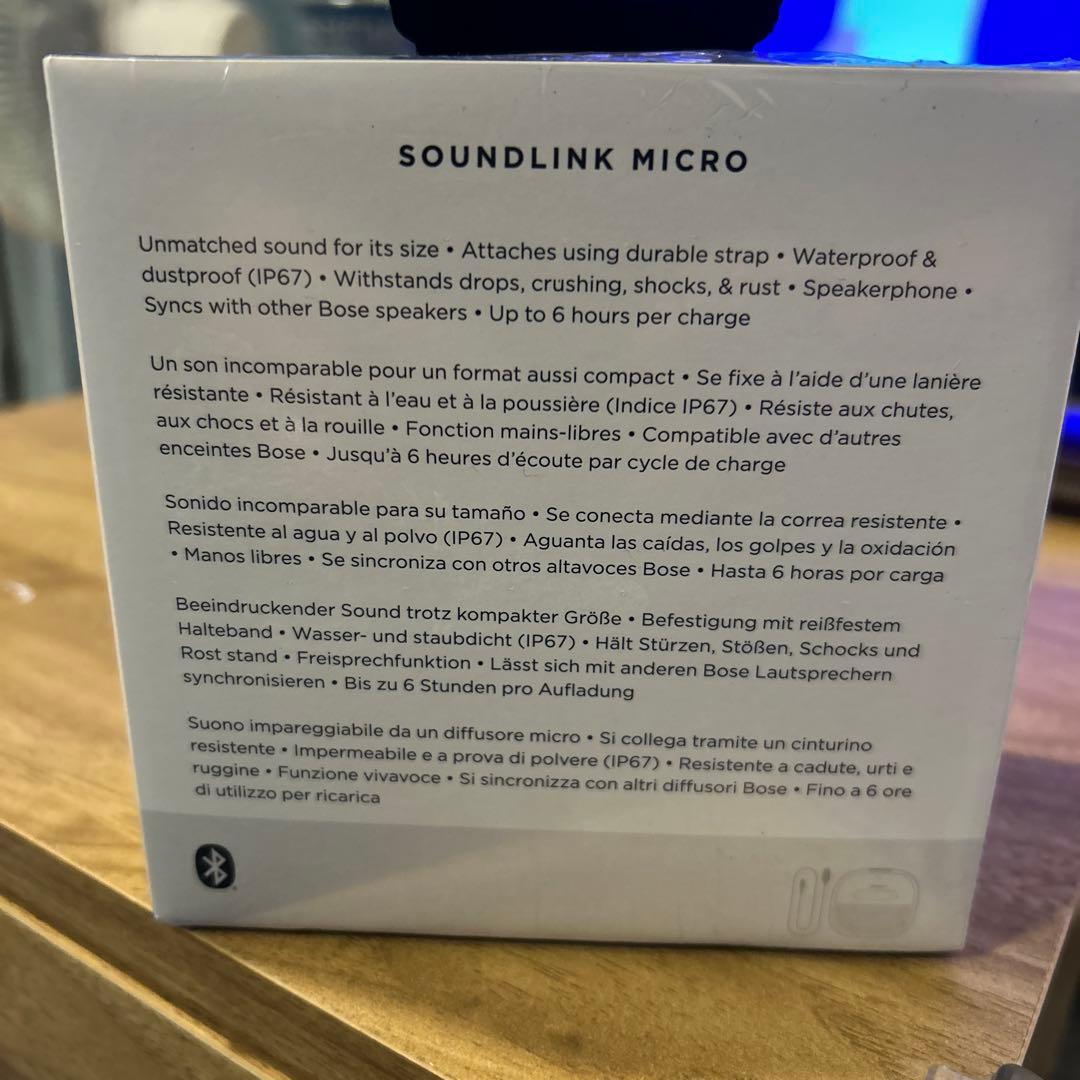 SOUNDLINK MICRO
Unmatched sound for its size • Attaches using durable strap • Waterproof &
dustproof (IP67) • Withstands drops, crushing, shocks, & rust • Speakerphone •
Syncs with other Bose speakers • Up to 6 hours per charge
Un son incomparable pour un format aussi compact • Se fixe à l'aide d'une lanière
résistante • Résistant à l'eau et à la poussière (Indice IP67) • Résiste aux chutes,
aux chocs et à la rouille • Fonction mains-libres • Compatible avec d'autres
enceintes Bose • Jusqu'à 6 heures d'écoute par cycle de charge
Sonido incomparable para su tamaño • Se conecta mediante la correa resistente •
Resistente al agua y al polvo (IP67) • Aguanta las caídas, los golpes y la oxidación
• Manos libres • Se sincroniza con otros altavoces Bose • Hasta 6 horas por carga
Beeindruckender Sound trotz kompakter Größe • Befestigung mit reißfestem
Halteband • Wasser- und staubdicht (IP67) • Hält Stürzen, Stößen, Schocks und
Rost stand • Freisprechfunktion • Lässt sich mit anderen Bose Lautsprechern
synchronisieren • Bis zu 6 Stunden pro Aufladung
Suono impareggiabile da un diffusore micro • Si collega tramite un cinturino
resistente • Impermeabile e a prova di polvere (IP67) • Resistente a cadute, urti e
ruggine • Funzione vivavoce • Si sincronizza con altri diffusori Bose • Fino a 6 ore
di utilizzo per ricarica